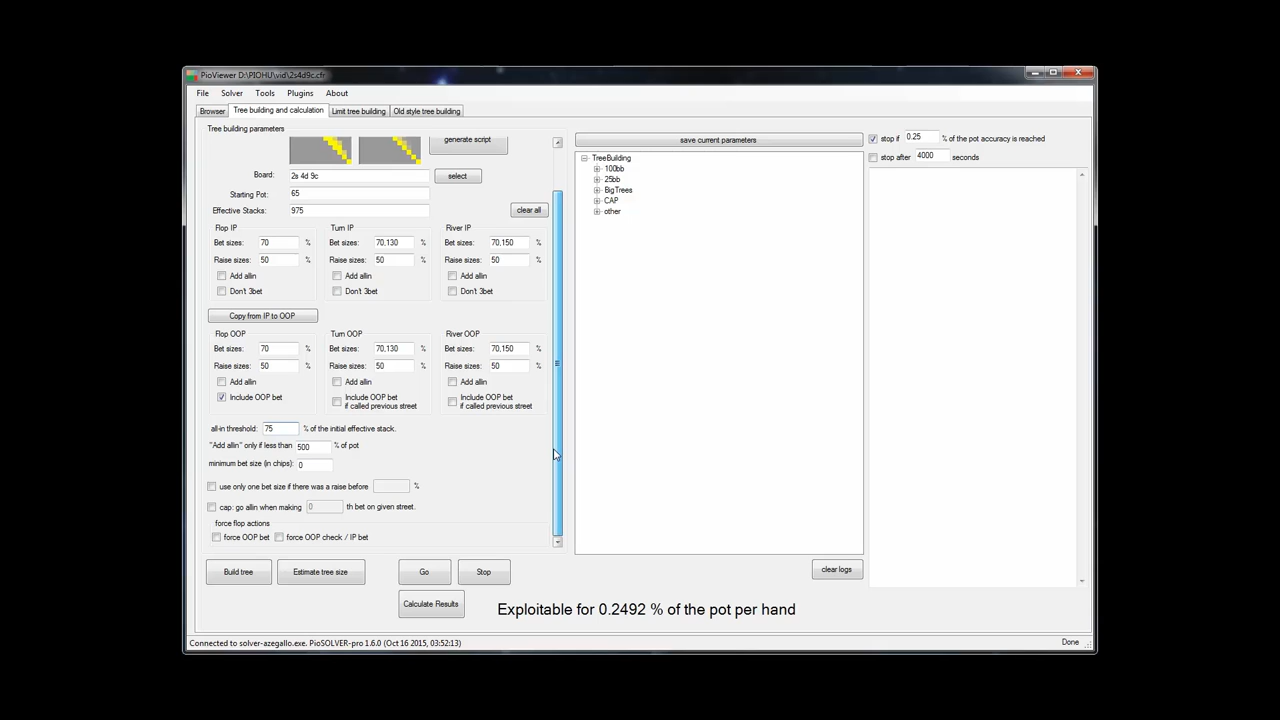 PioViewer D:\PIOHU\vid\2s4d9c.cfr
File Solver Tools Plugins About
Browser Tree building and calculation Limit tree building Old style tree building
Tree building parameters
generate script
Board: 2s 4d 9c select
Starting Pot: 65
Effective Stacks: 975 clear all
Flop IP Turn IP River IP
Bet sizes: 70 % Bet sizes: 70,130 % Bet sizes: 70,150 %
Raise sizes: 50 % Raise sizes: 50 % Raise sizes: 50 %
Add allin Add allin Add allin
Don't 3bet Don't 3bet Don't 3bet
Copy from IP to OOP
Flop OOP Turn OOP River OOP
Bet sizes: 70 % Bet sizes: 70,130 % Bet sizes: 70,150 %
Raise sizes: 50 % Raise sizes: 50 % Raise sizes: 50 %
Add allin Add allin Add allin
Include OOP bet Include OOP bet Include OOP bet
if called previous street if called previous street
all-in threshold: 75 % of the initial effective stack.
"Add allin" only if less than 500 % of pot
minimum bet size (in chips): 0
use only one bet size if there was a raise before %
cap: go allin when making 0 th bet on given street.
force flop actions
force OOP bet force OOP check / IP bet
Build tree Estimate tree size Go Stop
Calculate Results
save current parameters
TreeBuilding
100bb
25bb
BigTrees
CAP
other
stop if 0.25 % of the pot accuracy is reached
stop after 4000 seconds
clear logs
Exploitable for 0.2492 % of the pot per hand
Connected to solver-azegallo.exe. PioSOLVER-pro 1.6.0 (Oct 16 2015, 03:52:13) Done